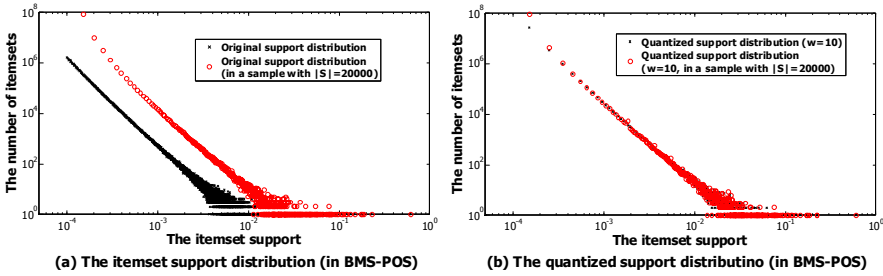 The number of itemsets
10^8
10^6
10^4
10^2
10^0
10^-4
10^-3
10^-2
10^-1
10^0
Original support distribution
Original support distribution
(in a sample with |S|=20000)
The itemset support
(a) The itemset support distribution (in BMS-POS)
The number of itemsets
10^8
10^6
10^4
10^2
10^0
10^-4
10^-3
10^-2
10^-1
10^0
Quantized support distribution (w=10)
Quantized support distribution
(w=10, in a sample with |S|=20000)
The itemset support
(b) The quantized support distributino (in BMS-POS)